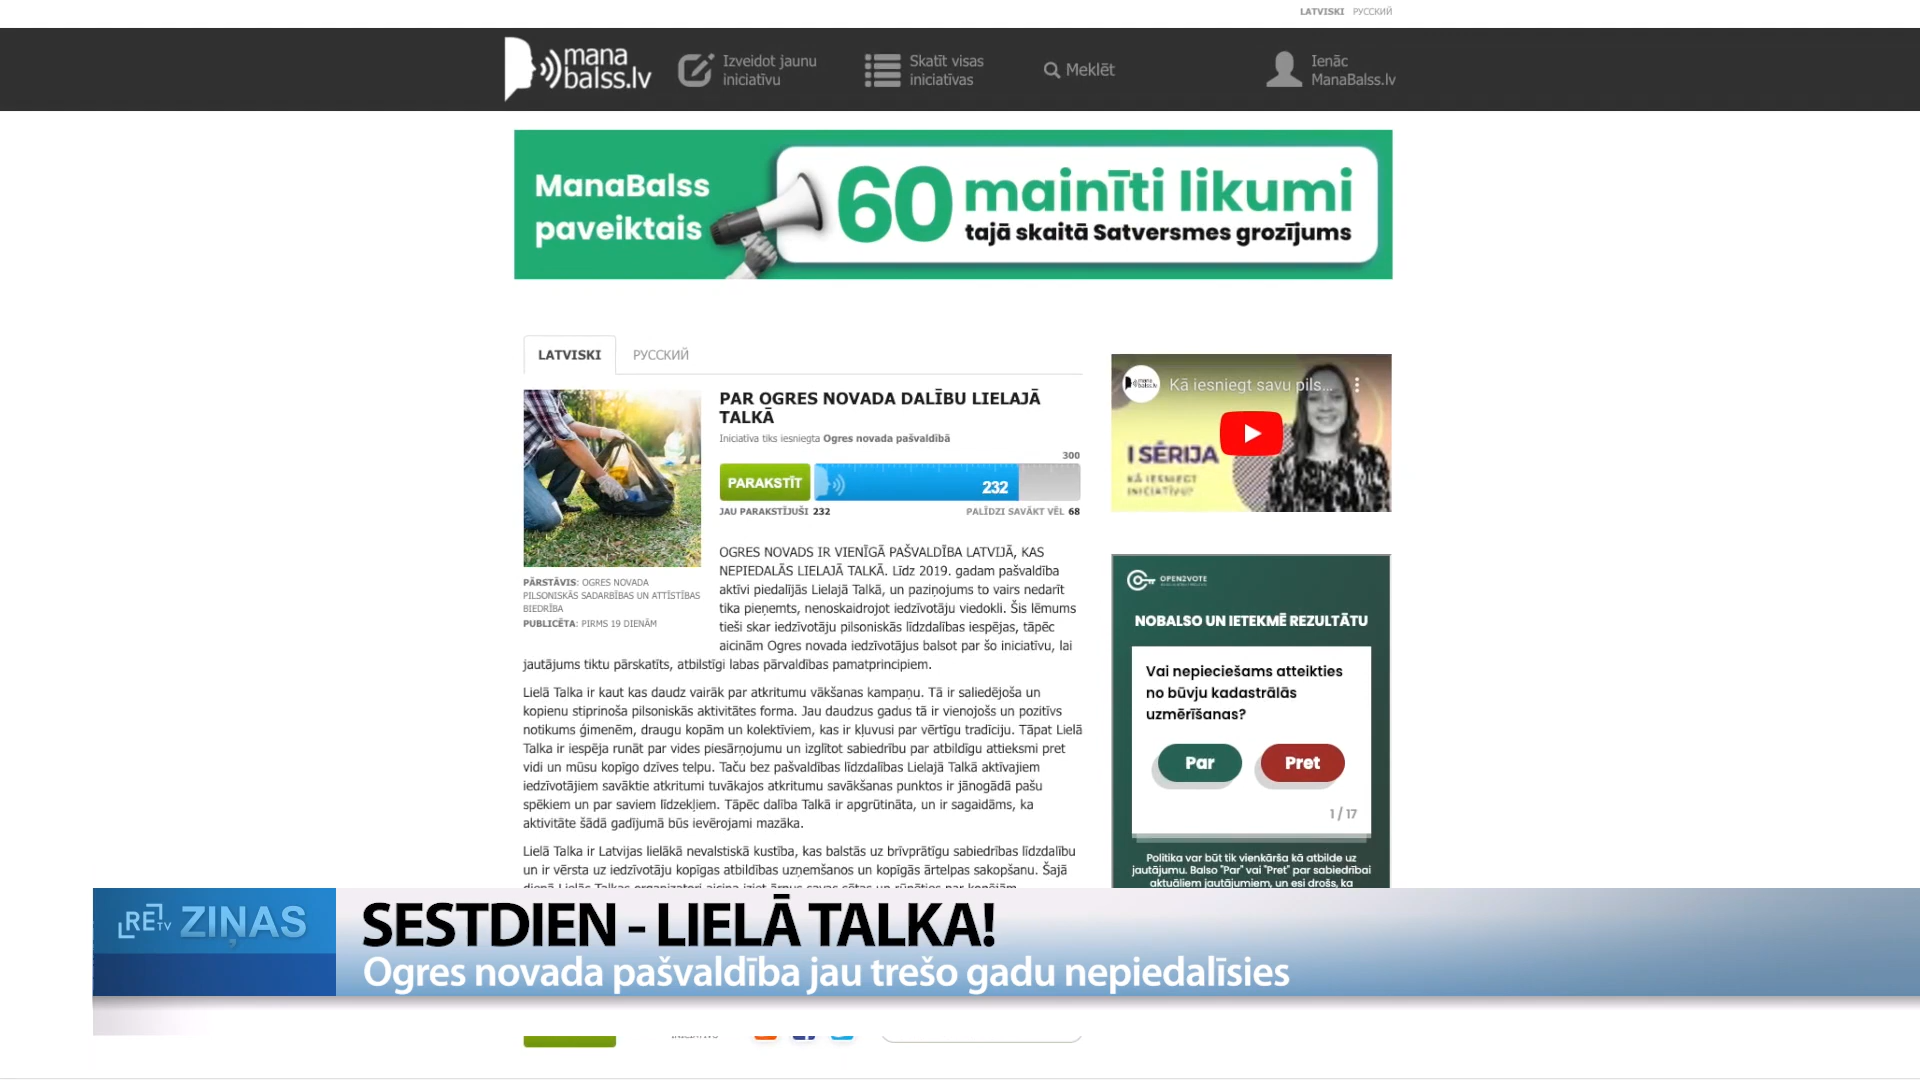 LATVISKI РУССКИЙ
mana
balss.lv
Izveidot jaunu
iniciatīvu
Skatīt visas
iniciatīvas
Meklēt
Ienāc
ManaBalss.lv
ManaBalss
paveiktais
60 mainīti likumi
tajā skaitā Satversmes grozījums
LATVISKI РУССКИЙ
PAR OGRES NOVADA DALĪBU LIELAJĀ
TALKĀ
Iniciatīva tiks iesniegta Ogres novada pašvaldībā
300
PARAKSTĪT
232
JAU PARAKSTĪJUŠI 232
PALĪDZI SAVĀKT VĒL 68
PĀRSTĀVIS: OGRES NOVADA
PILSONISKĀS SADARBĪBAS UN ATTĪSTĪBAS
BIEDRĪBA
PUBLICĒTA: PIRMS 19 DIENĀM
OGRES NOVADS IR VIENĪGĀ PAŠVALDĪBA LATVIJĀ, KAS
NEPIEDALĀS LIELAJĀ TALKĀ. Līdz 2019. gadam pašvaldība
aktīvi piedalījās Lielajā Talkā, un paziņojums to vairs nedarīt
tika pieņemts, nenoskaidrojot iedzīvotāju viedokli. Šis lēmums
tieši skar iedzīvotāju pilsoniskās līdzdalības iespējas, tāpēc
aicinām Ogres novada iedzīvotājus balsot par šo iniciatīvu, lai
jautājums tiktu pārskatīts, atbilstīgi labas pārvaldības pamatprincipiem.
Lielā Talka ir kaut kas daudz vairāk par atkritumu vākšanas kampaņu. Tā ir saliedējoša un
kopienu stiprinoša pilsoniskās aktivitātes forma. Jau daudzus gadus tā ir vienojošs un pozitīvs
notikums ģimenēm, draugu kopām un kolektīviem, kas ir kļuvusi par vērtīgu tradīciju. Tāpat Lielā
Talka ir iespēja runāt par vides piesārņojumu un izglītot sabiedrību par atbildīgu attieksmi pret
vidi un mūsu kopīgo dzīves telpu. Taču bez pašvaldības līdzdalības Lielajā Talkā aktīvajiem
iedzīvotājiem savāktie atkritumi tuvākajos atkritumu savākšanas punktos ir jānogādā pašu
spēkiem un par saviem līdzekļiem. Tāpēc dalība Talkā ir apgrūtināta, un ir sagaidāms, ka
aktivitāte šādā gadījumā būs ievērojami mazāka.
Lielā Talka ir Latvijas lielākā nevalstiskā kustība, kas balstās uz brīvprātīgu sabiedrības līdzdalību
un ir vērsta uz iedzīvotāju kopīgas atbildības uzņemšanos un kopīgās ārtelpas sakopšanu. Šajā
Kā iesniegt savu pils...
I SĒRIJA
KĀ IESNIEGT
INICIATĪVU?
OPEN2VOTE
NOBALSO UN IETEKMĒ REZULTĀTU
Vai nepieciešams atteikties
no būvju kadastrālās
uzmērīšanas?
Par
Pret
1 / 17
Politika var būt tik vienkārša kā atbilde uz
jautājumu. Balso "Par" vai "Pret" par sabiedrībai
aktuāliem jautājumiem, un esi drošs, ka
RETV ZIŅAS
SESTDIEN - LIELĀ TALKA!
Ogres novada pašvaldība jau trešo gadu nepiedalīsies